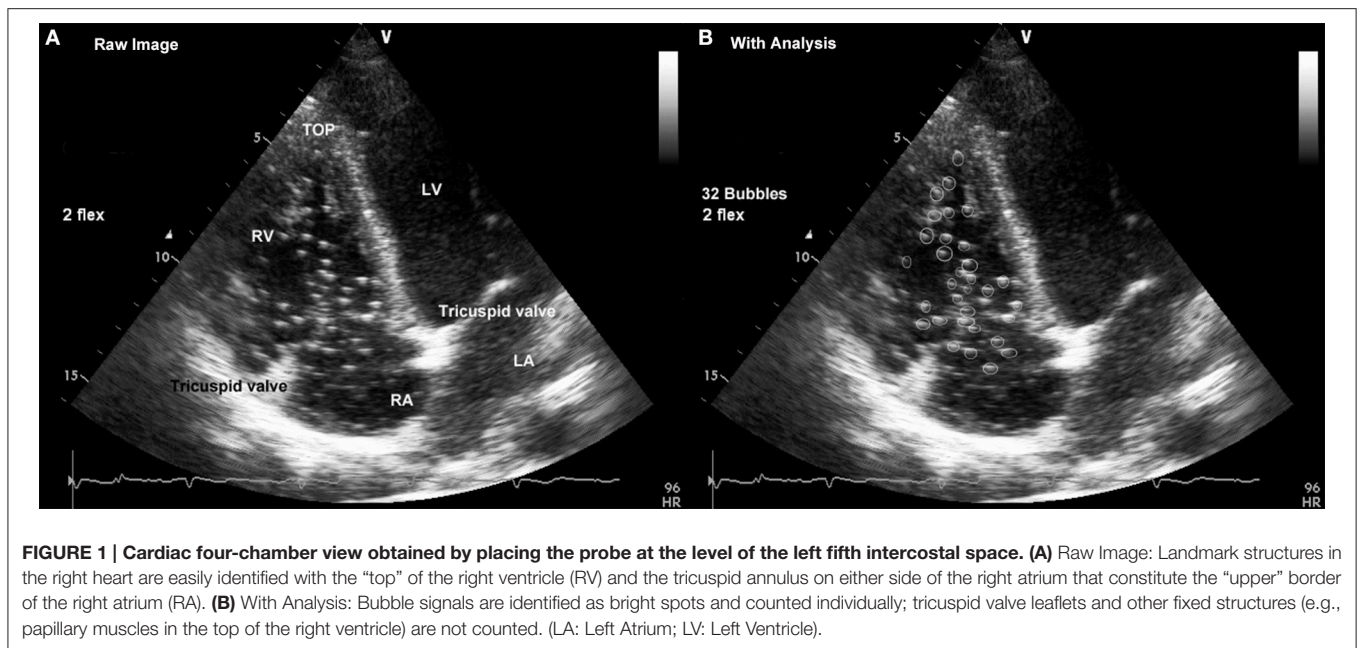 A
Raw Image
V
TOP
5
LV
2 flex
RV
10
Tricuspid valve
LA
15
Tricuspid valve
RA
96
HR
B
With Analysis
V
5
32 Bubbles
2 flex
10
15
96
HR
FIGURE 1 | Cardiac four-chamber view obtained by placing the probe at the level of the left fifth intercostal space. (A) Raw Image: Landmark structures in
the right heart are easily identified with the “top” of the right ventricle (RV) and the tricuspid annulus on either side of the right atrium that constitute the “upper” border
of the right atrium (RA). (B) With Analysis: Bubble signals are identified as bright spots and counted individually; tricuspid valve leaflets and other fixed structures (e.g.,
papillary muscles in the top of the right ventricle) are not counted. (LA: Left Atrium; LV: Left Ventricle).